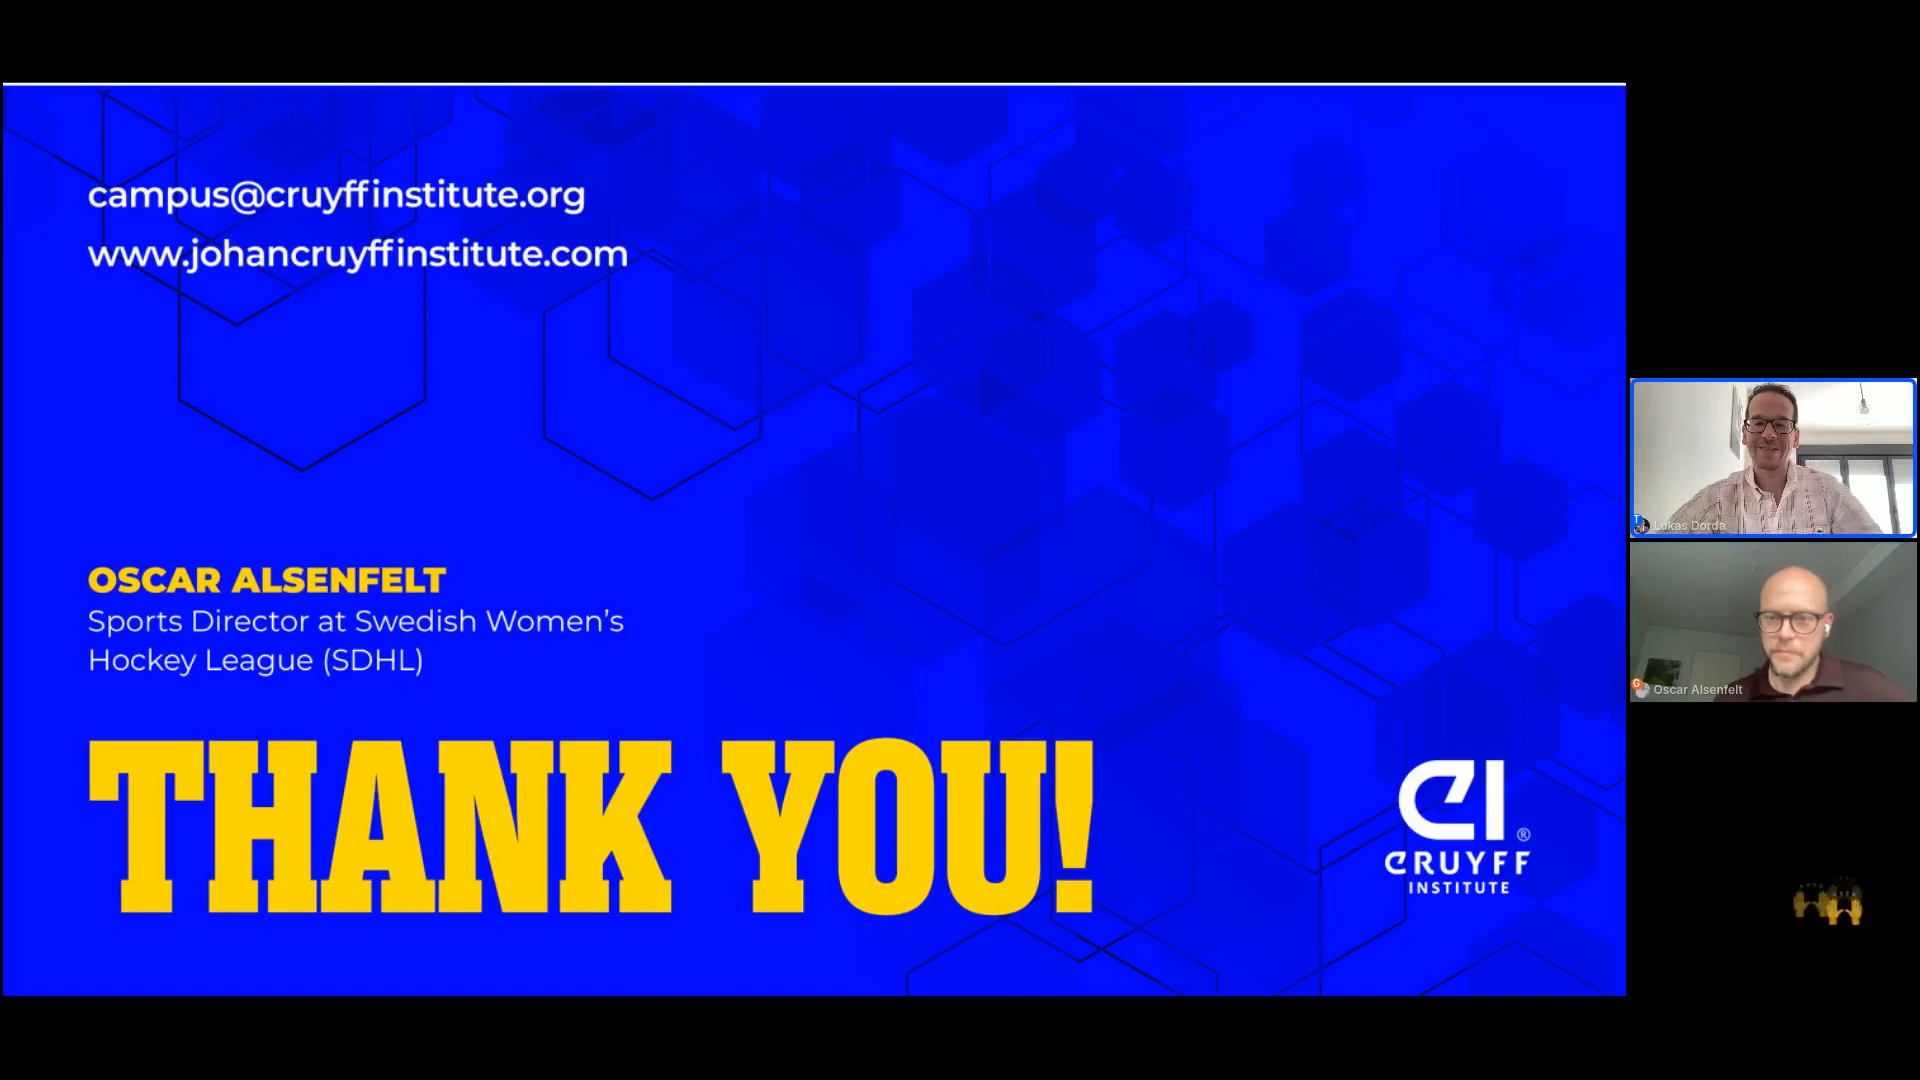 campus@cruyffinstitute.org
www.johancruyffinstitute.com
OSCAR ALSENFELT
Sports Director at Swedish Women’s
Hockey League (SDHL)
THANK YOU!
CI®
CRUYFF
INSTITUTE
T
Lukas Dorda
G
Oscar Alsenfelt